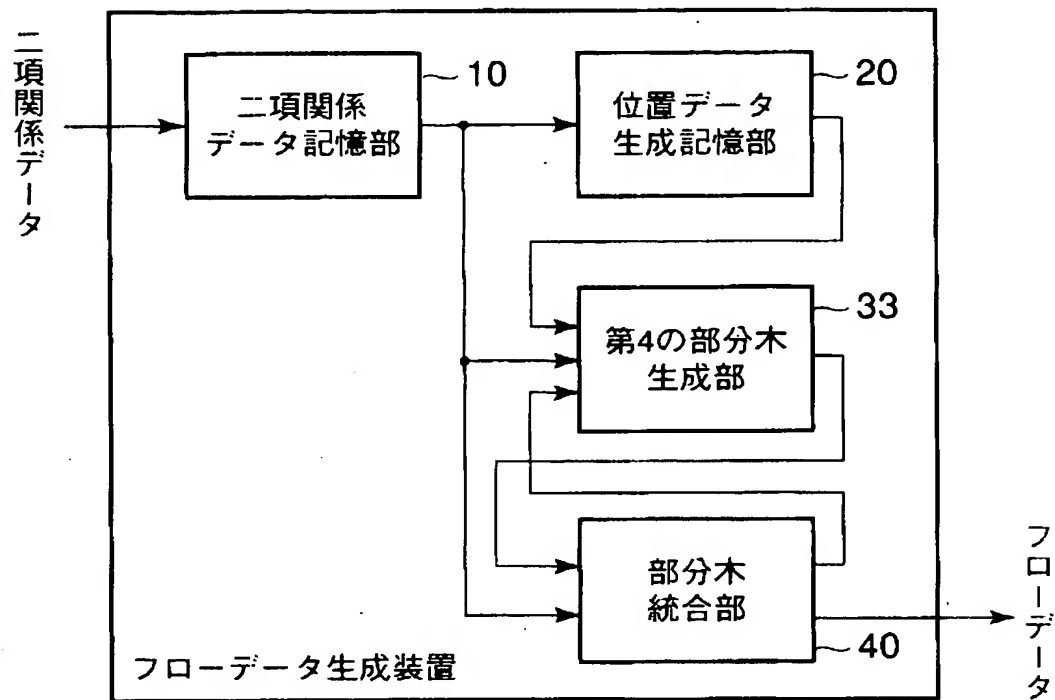 二項関係データ
二項関係
データ記憶部
10
位置データ
生成記憶部
20
第4の部分木
生成部
33
部分木
統合部
40
フローデータ生成装置
フローデータ